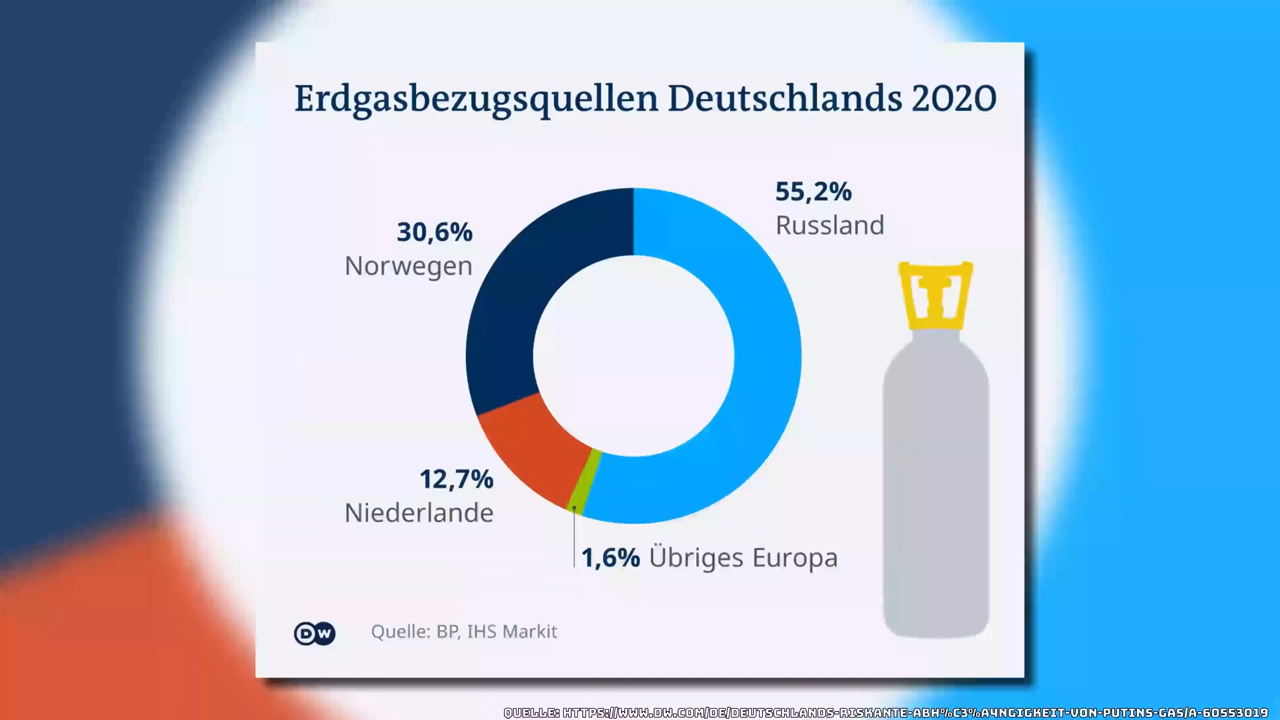 Erdgasbezugsquellen Deutschlands 2020
55,2%
Russland
30,6%
Norwegen
12,7%
Niederlande
1,6% Übriges Europa
DW
Quelle: BP, IHS Markit
QUELLE: HTTPS://WWW.DW.COM/DE/DEUTSCHLANDS-RISKANTE-ABH%C3%A4NGIGKEIT-VON-PUTINS-GAS/A-60553019